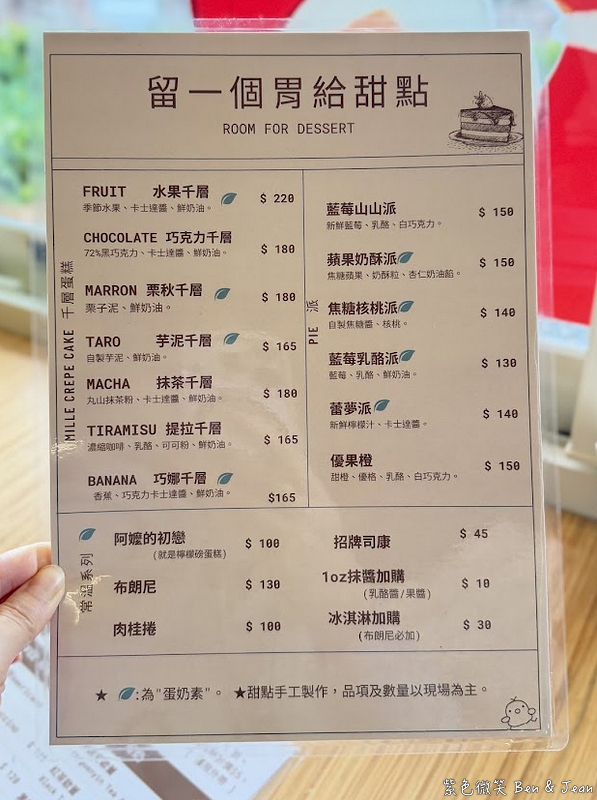 留一個胃給甜點
ROOM FOR DESSERT
MILLE CREPE CAKE 千層蛋糕
FRUIT 水果千層 $ 220
季節水果、卡士達醬、鮮奶油。
CHOCOLATE 巧克力千層
72%黑巧克力、卡士達醬、鮮奶油。 $ 180
MARRON 栗秋千層 $ 180
栗子泥、鮮奶油。
TARO 芋泥千層 $ 165
自製芋泥、鮮奶油。
MACHA 抹茶千層
丸山抹茶粉、卡士達醬、鮮奶油。 $ 180
TIRAMISU 提拉千層
濃縮咖啡、乳酪、可可粉、鮮奶油。 $ 165
BANANA 巧娜千層
香蕉、巧克力卡士達醬、鮮奶油。 $165
PIE 派
藍莓山山派 $ 150
新鮮藍莓、乳酪、白巧克力。
蘋果奶酥派 $ 150
焦糖蘋果、奶酥粒、杏仁奶油餡。
焦糖核桃派 $ 140
自製焦糖醬、核桃。
藍莓乳酪派 $ 130
藍莓、乳酪、鮮奶油。
蕾夢派 $ 140
新鮮檸檬汁、卡士達醬。
優果橙 $ 150
甜橙、優格、乳酪、白巧克力。
常溫系列
阿嬤的初戀 $ 100
(就是檸檬磅蛋糕)
布朗尼 $ 130
肉桂捲 $ 100
招牌司康 $ 45
1oz抹醬加購 $ 10
(乳酪醬/果醬)
冰淇淋加購 $ 30
(布朗尼必加)
★ :為"蛋奶素"。 ★甜點手工製作，品項及數量以現場為主。
紫色微笑 Ben & Jean